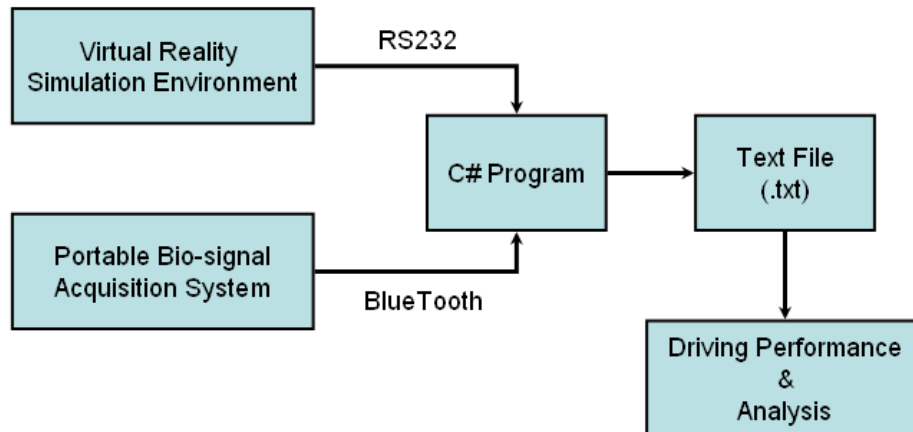 Virtual Reality
Simulation Environment
RS232
C# Program
Text File
(.txt)
Portable Bio-signal
Acquisition System
BlueTooth
Driving Performance
&
Analysis